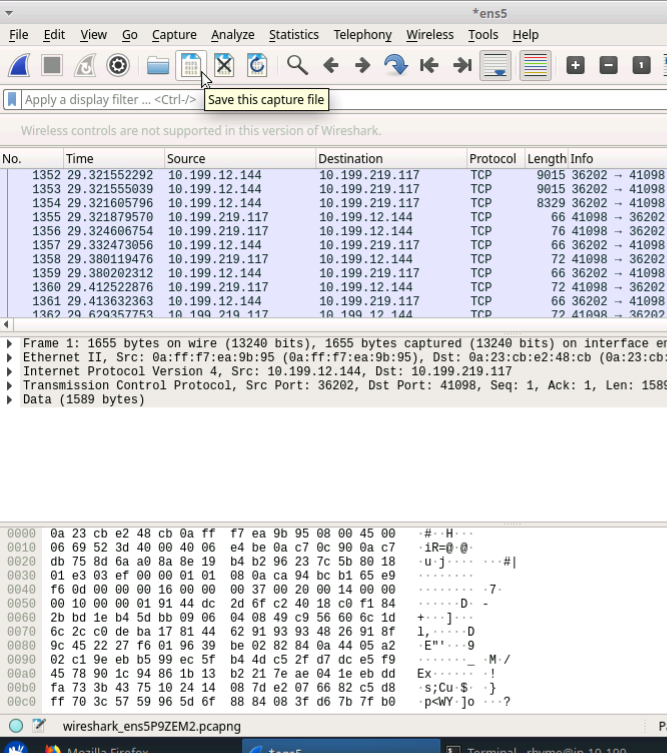 *ens5
File Edit View Go Capture Analyze Statistics Telephony Wireless Tools Help
Apply a display filter ... <Ctrl-/>
Save this capture file
Wireless controls are not supported in this version of Wireshark.
No. Time Source Destination Protocol Length Info
1352 29.321552292 10.199.12.144 10.199.219.117 TCP 9015 36202 → 41098
1353 29.321555039 10.199.12.144 10.199.219.117 TCP 9015 36202 → 41098
1354 29.321605796 10.199.12.144 10.199.219.117 TCP 8329 36202 → 41098
1355 29.321879570 10.199.219.117 10.199.12.144 TCP 66 41098 → 36202
1356 29.324606754 10.199.219.117 10.199.12.144 TCP 76 41098 → 36202
1357 29.332473056 10.199.12.144 10.199.219.117 TCP 66 36202 → 41098
1358 29.380119476 10.199.219.117 10.199.12.144 TCP 72 41098 → 36202
1359 29.380202312 10.199.12.144 10.199.219.117 TCP 66 36202 → 41098
1360 29.412522876 10.199.219.117 10.199.12.144 TCP 72 41098 → 36202
1361 29.413632363 10.199.12.144 10.199.219.117 TCP 66 36202 → 41098
1362 29.629357753 10.199.219.117 10.199.12.144 TCP 72 41098 → 36202
Frame 1: 1655 bytes on wire (13240 bits), 1655 bytes captured (13240 bits) on interface en
Ethernet II, Src: 0a:ff:f7:ea:9b:95 (0a:ff:f7:ea:9b:95), Dst: 0a:23:cb:e2:48:cb (0a:23:cb:
Internet Protocol Version 4, Src: 10.199.12.144, Dst: 10.199.219.117
Transmission Control Protocol, Src Port: 36202, Dst Port: 41098, Seq: 1, Ack: 1, Len: 1589
Data (1589 bytes)
0000 0a 23 cb e2 48 cb 0a ff f7 ea 9b 95 08 00 45 00 ·#··H···
0010 06 69 52 3d 40 00 40 06 e4 be 0a c7 0c 90 0a c7 ·iR=@·@·
0020 db 75 8d 6a a0 8a 8e 19 b4 b2 96 23 7c 5b 80 18 ·u·j···· ···#|
0030 01 e3 03 ef 00 00 01 01 08 0a ca 94 bc b1 65 e9 ········
0040 f6 0d 00 00 00 16 00 00 00 37 00 20 00 14 00 00 ········ ·7·
0050 00 10 00 00 01 91 44 dc 2d 6f c2 40 18 c0 f1 84 ······D· -
0060 2b bd 1e b4 5d bb 09 06 04 08 49 c9 56 60 6c 1d +···]···
0070 6c 2c c0 de ba 17 81 44 62 91 93 93 48 26 91 8f l,·····D
0080 9c 45 22 27 f6 01 96 39 be 02 82 84 0a 44 05 a2 ·E"'···9
0090 02 c1 9e eb b5 99 ec 5f b4 4d c5 2f d7 dc e5 f9 ·······_ ·M·/
00a0 45 78 90 1c 94 86 1b 13 b2 21 7e ae 04 1e eb dd Ex······ ·!
00b0 fa 73 3b 43 75 10 24 14 08 7d e2 07 66 82 c5 d8 ·s;Cu·$· ·}
00c0 ff 70 3c 57 59 96 5d 6f 88 84 08 3f d6 7b 7f b0 ·p<WY·]o ···?
wireshark_ens5P9ZEM2.pcapng
Mozilla Firefox *ens5